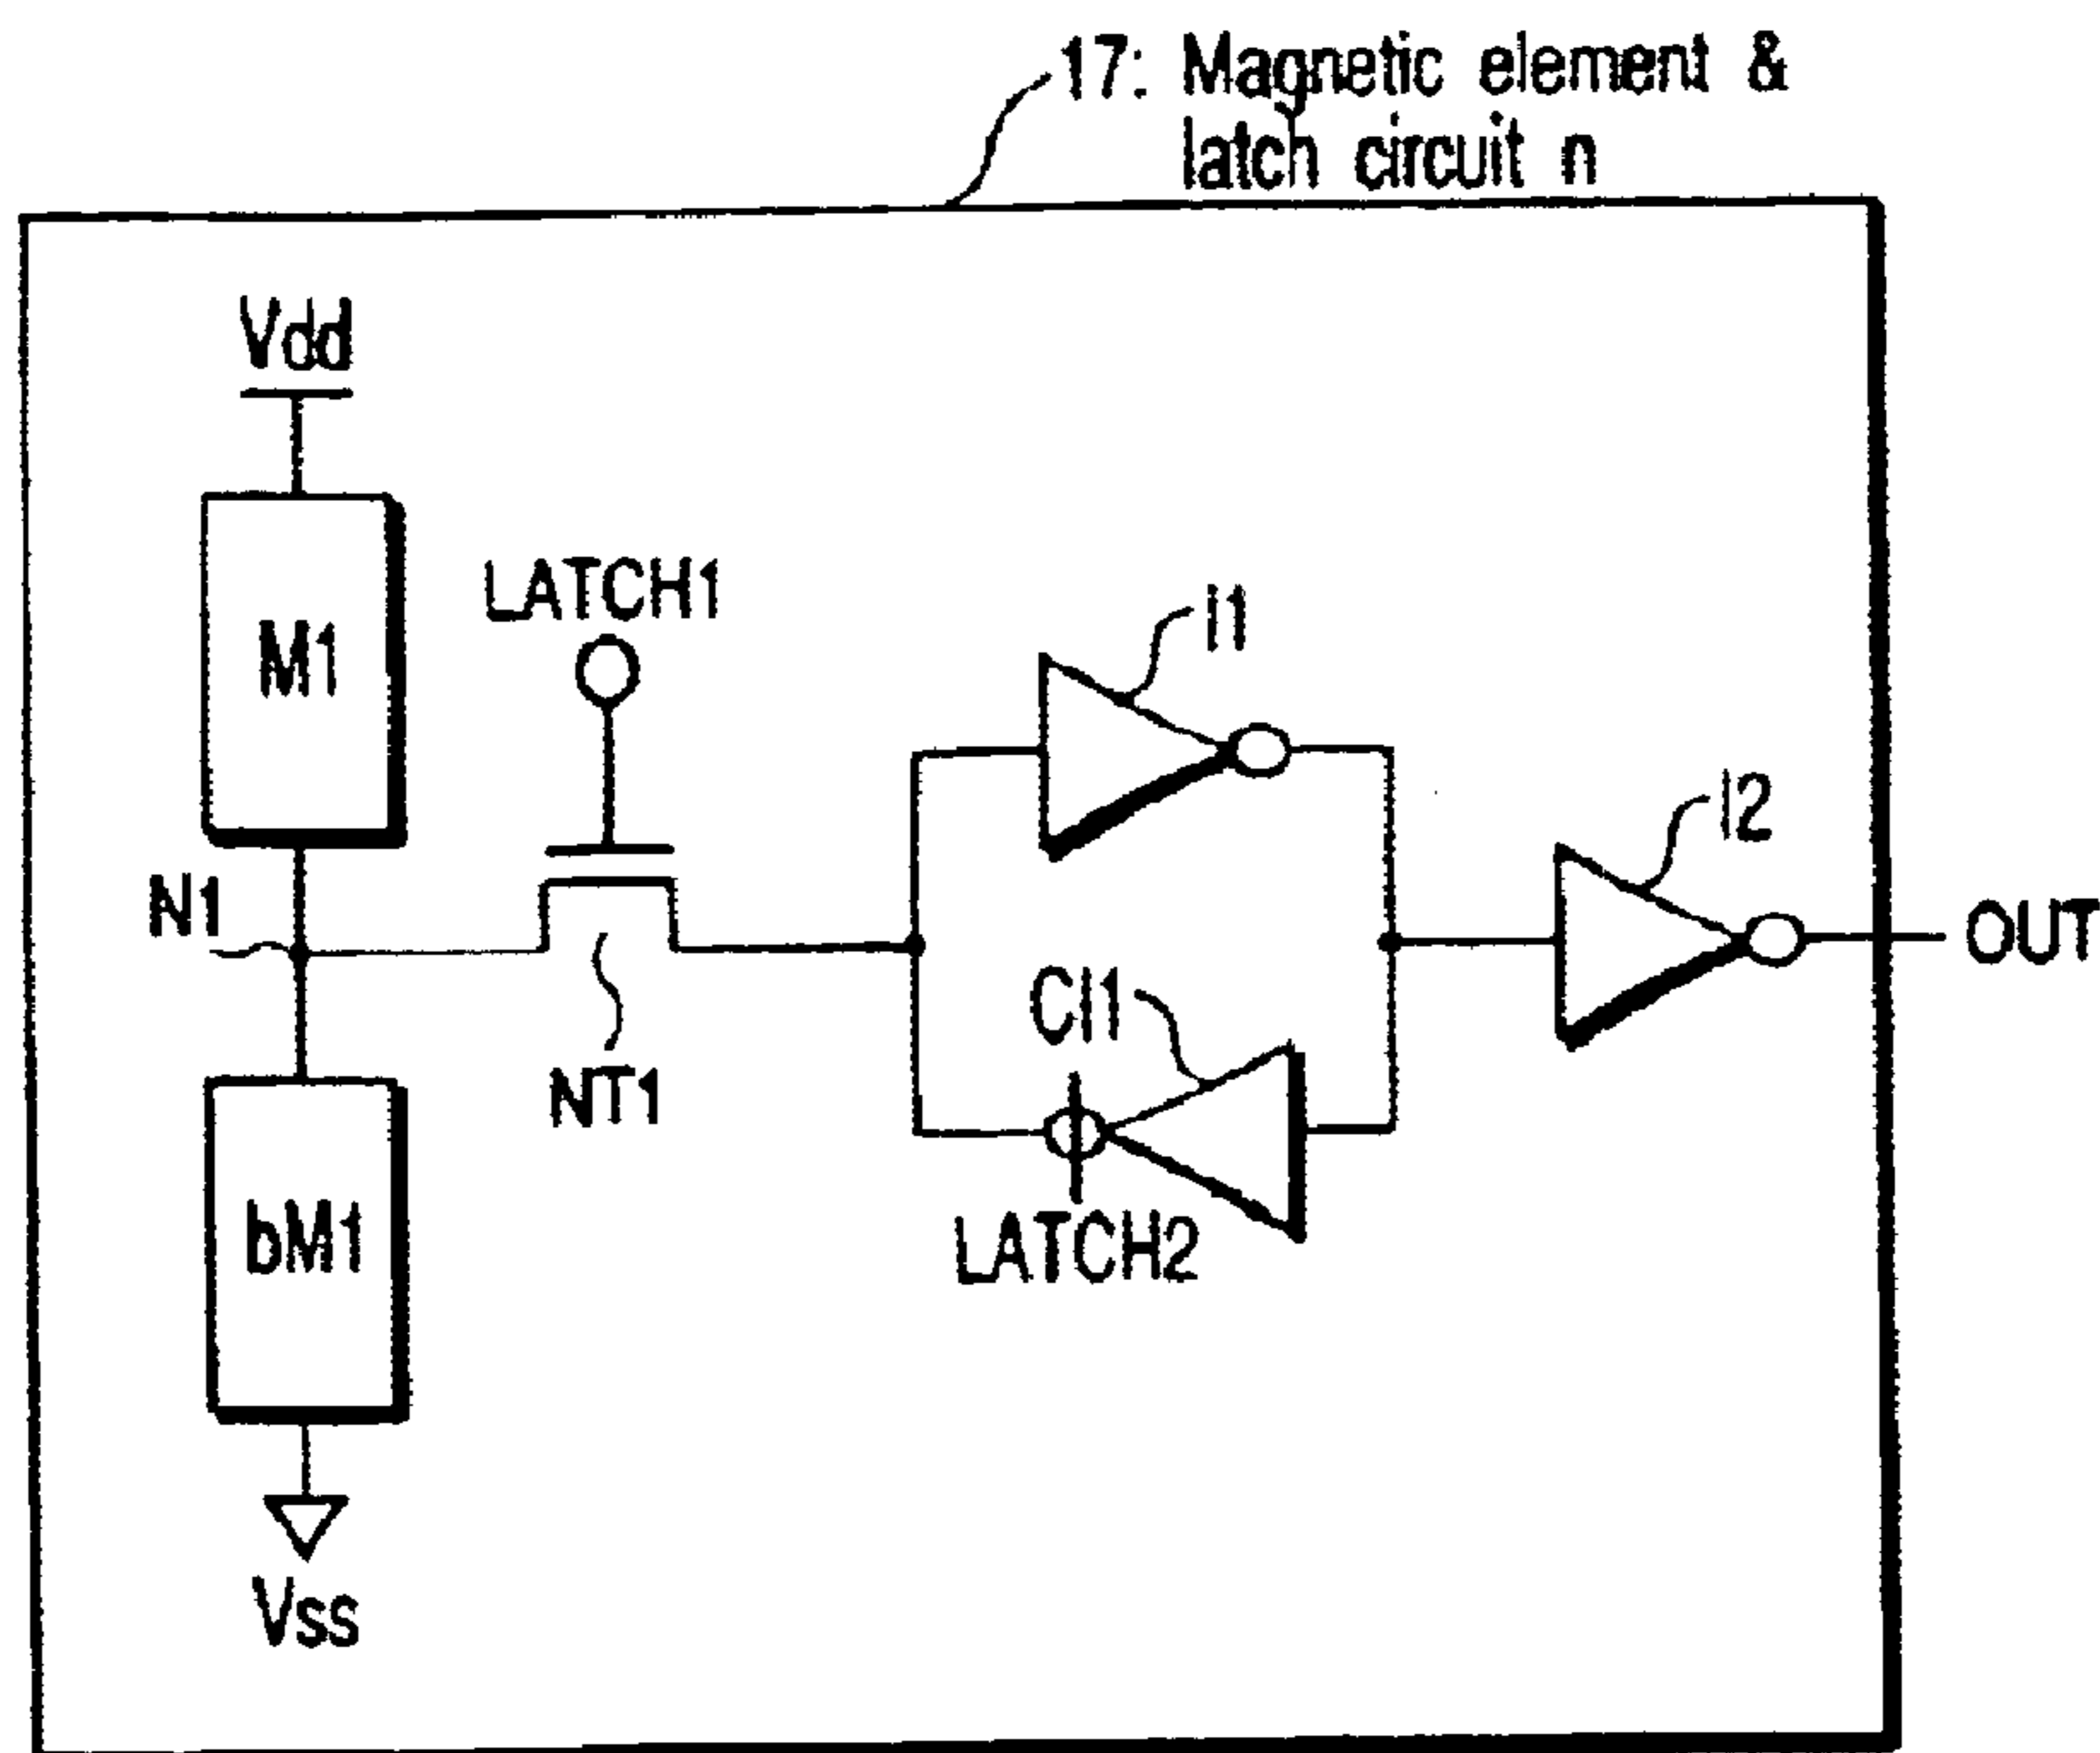 17: Magnetic element &
latch circuit n
Vdd
M1
LATCH1
I1
I2
N1
OUT
CI1
NT1
bM1
LATCH2
Vss